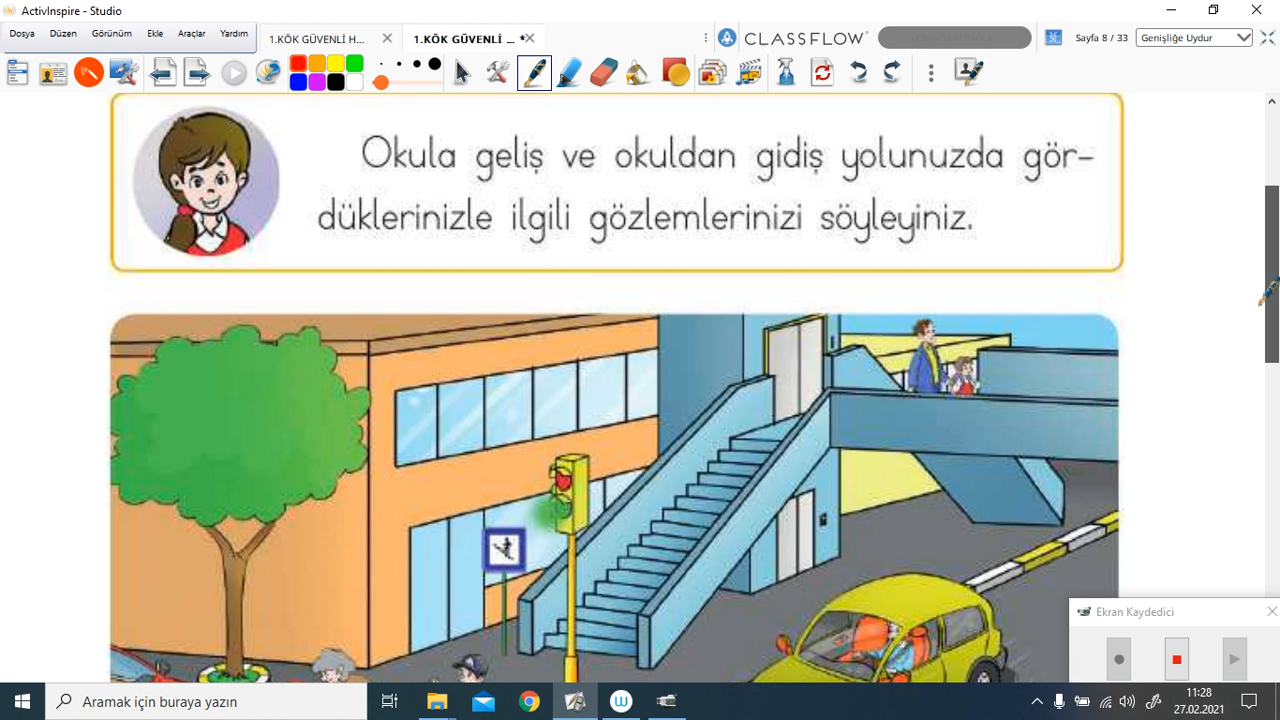 ActivInspire - Studio
Dosya Düzen Görünüm Ekle Araçlar Yardım
1.KÖK GÜVENLİ H...
1.KÖK GÜVENLİ ... *
CLASSFLOW
Sayfa 8 / 33
Genişliğe Uydur
Okula geliş ve okuldan gidiş yolunuzda gör-
düklerinizle ilgili gözlemlerinizi söyleyiniz.
Ekran Kaydedici
Aramak için buraya yazın
11:28
27.02.2021